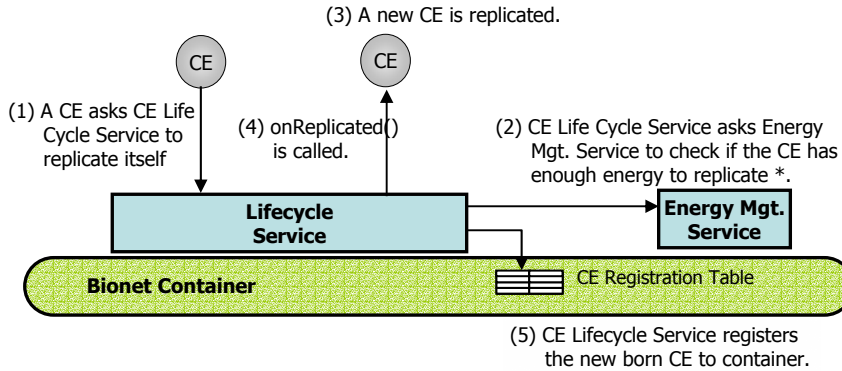 (3) A new CE is replicated.
CE
CE
(1) A CE asks CE Life
Cycle Service to
replicate itself
(4) onReplicated()
is called.
(2) CE Life Cycle Service asks Energy
Mgt. Service to check if the CE has
enough energy to replicate *.
Lifecycle
Service
Energy Mgt.
Service
Bionet Container
CE Registration Table
(5) CE Lifecycle Service registers
the new born CE to container.